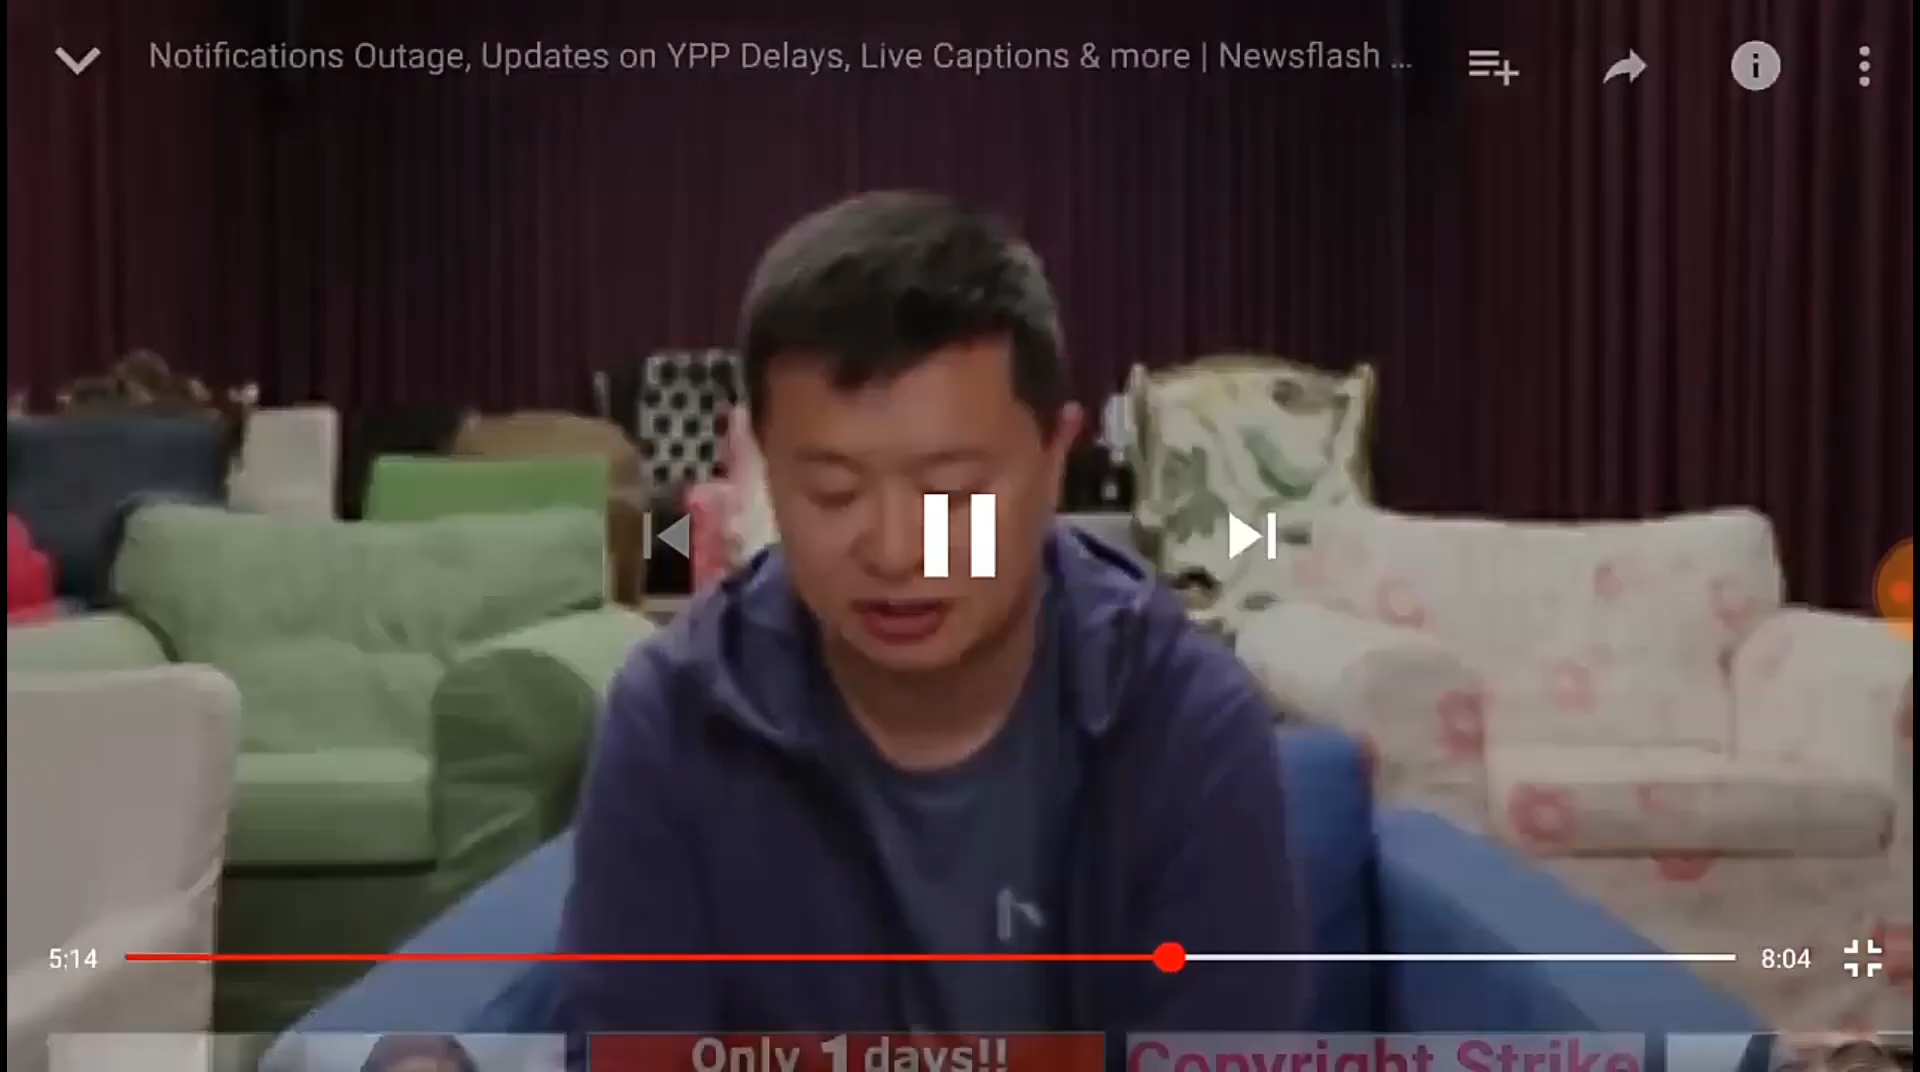 Notifications Outage, Updates on YPP Delays, Live Captions & more | Newsflash ...
5:14
8:04
Only 1 days!!
Copyright Strike